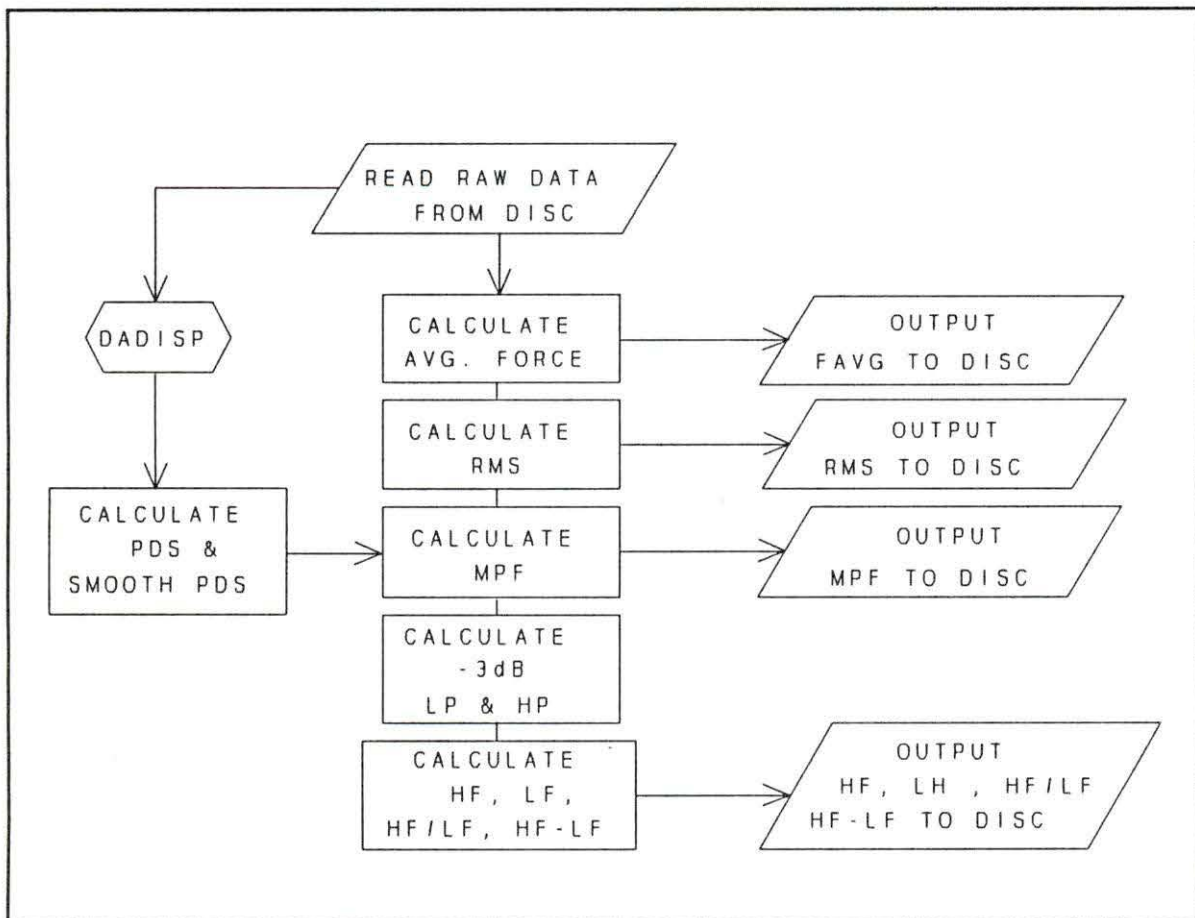 READ RAW DATA
FROM DISC
DADISP
CALCULATE
AVG. FORCE
OUTPUT
FAVG TO DISC
CALCULATE
RMS
OUTPUT
RMS TO DISC
CALCULATE
PDS &
SMOOTH PDS
CALCULATE
MPF
OUTPUT
MPF TO DISC
CALCULATE
-3dB
LP & HP
CALCULATE
HF, LF,
HF/LF, HF-LF
OUTPUT
HF, LH , HF/LF
HF-LF TO DISC